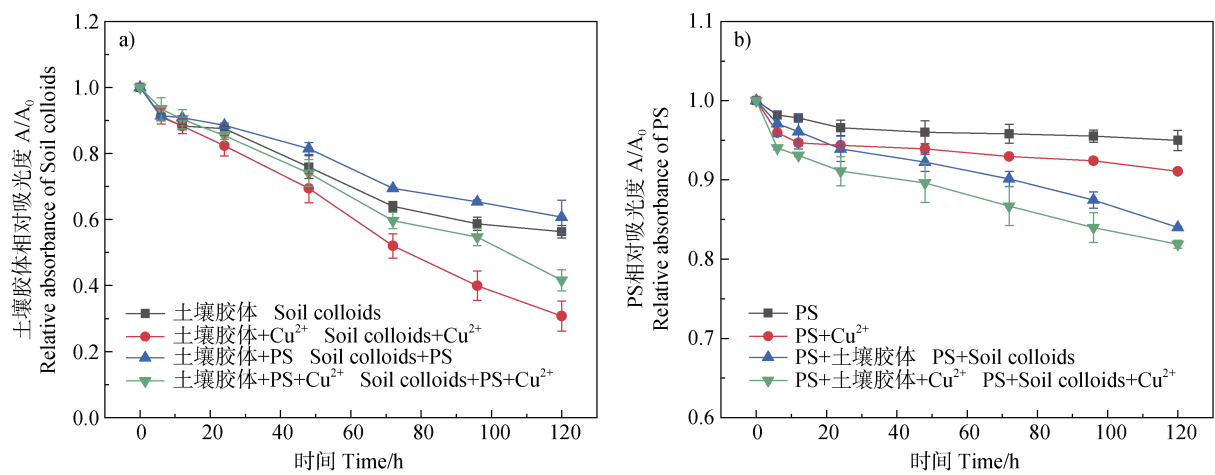 土壤胶体相对吸光度 A/A₀
Relative absorbance of Soil colloids
1.2
1.0
0.8
0.6
0.4
0.2
0.0
a)
土壤胶体 Soil colloids
土壤胶体+Cu²⁺ Soil colloids+Cu²⁺
土壤胶体+PS Soil colloids+PS
土壤胶体+PS+Cu²⁺ Soil colloids+PS+Cu²⁺
0 20 40 60 80 100 120
时间 Time/h
PS相对吸光度 A/A₀
Relative absorbance of PS
1.1
1.0
0.9
0.8
0.7
0.6
b)
PS
PS+Cu²⁺
PS+土壤胶体 PS+Soil colloids
PS+土壤胶体+Cu²⁺ PS+Soil colloids+Cu²⁺
0 20 40 60 80 100 120
时间 Time/h